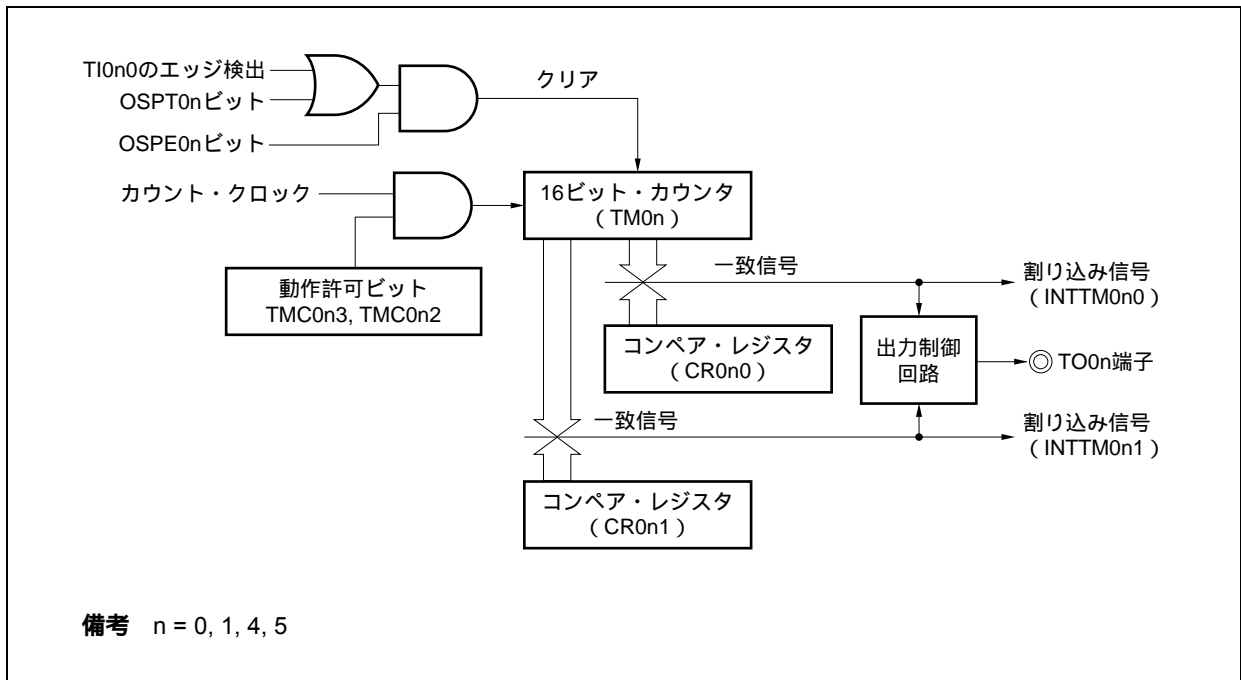 TI0n0のエッジ検出
OSPT0nビット
OSPE0nビット
クリア
カウント・クロック
16ビット・カウンタ
（TM0n）
動作許可ビット
TMC0n3, TMC0n2
一致信号
割り込み信号
（INTTM0n0）
コンペア・レジスタ
（CR0n0）
出力制御
回路
TO0n端子
一致信号
割り込み信号
（INTTM0n1）
コンペア・レジスタ
（CR0n1）
備考 n = 0, 1, 4, 5